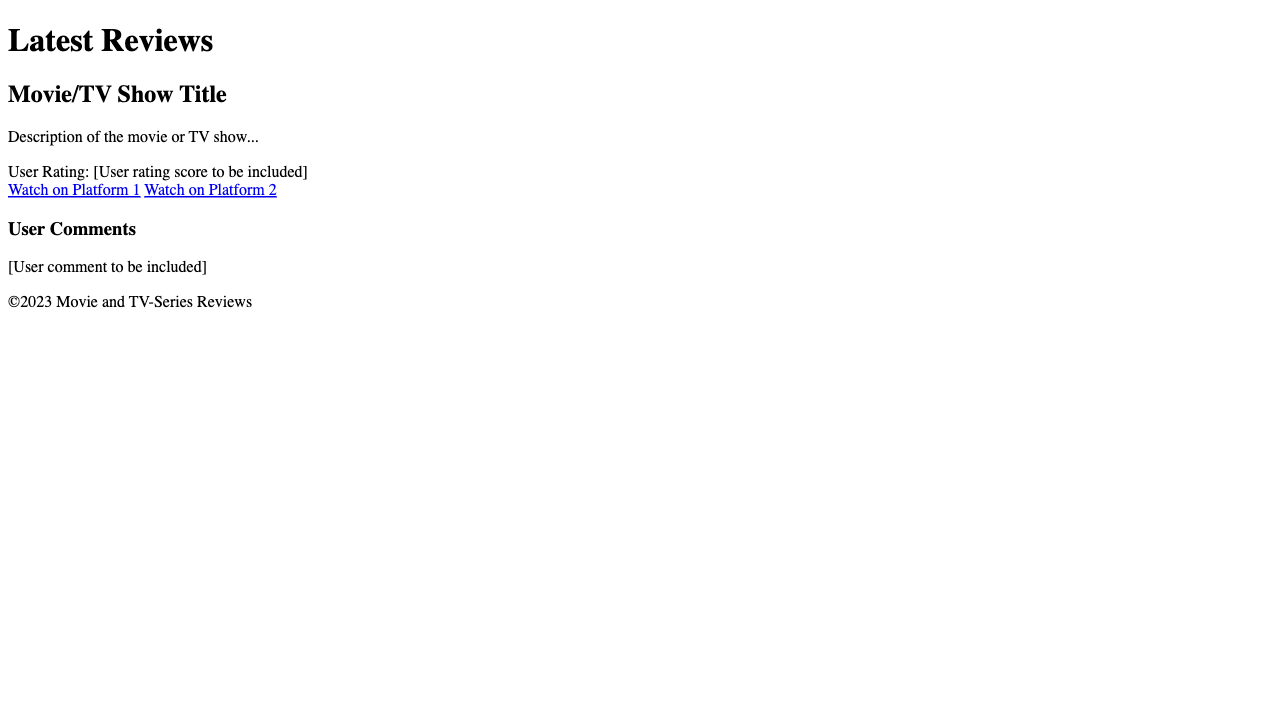 Latest Reviews
Movie/TV Show Title
Description of the movie or TV show...
User Rating: [User rating score to be included]
Watch on Platform 1 Watch on Platform 2
User Comments
[User comment to be included]
©2023 Movie and TV-Series Reviews